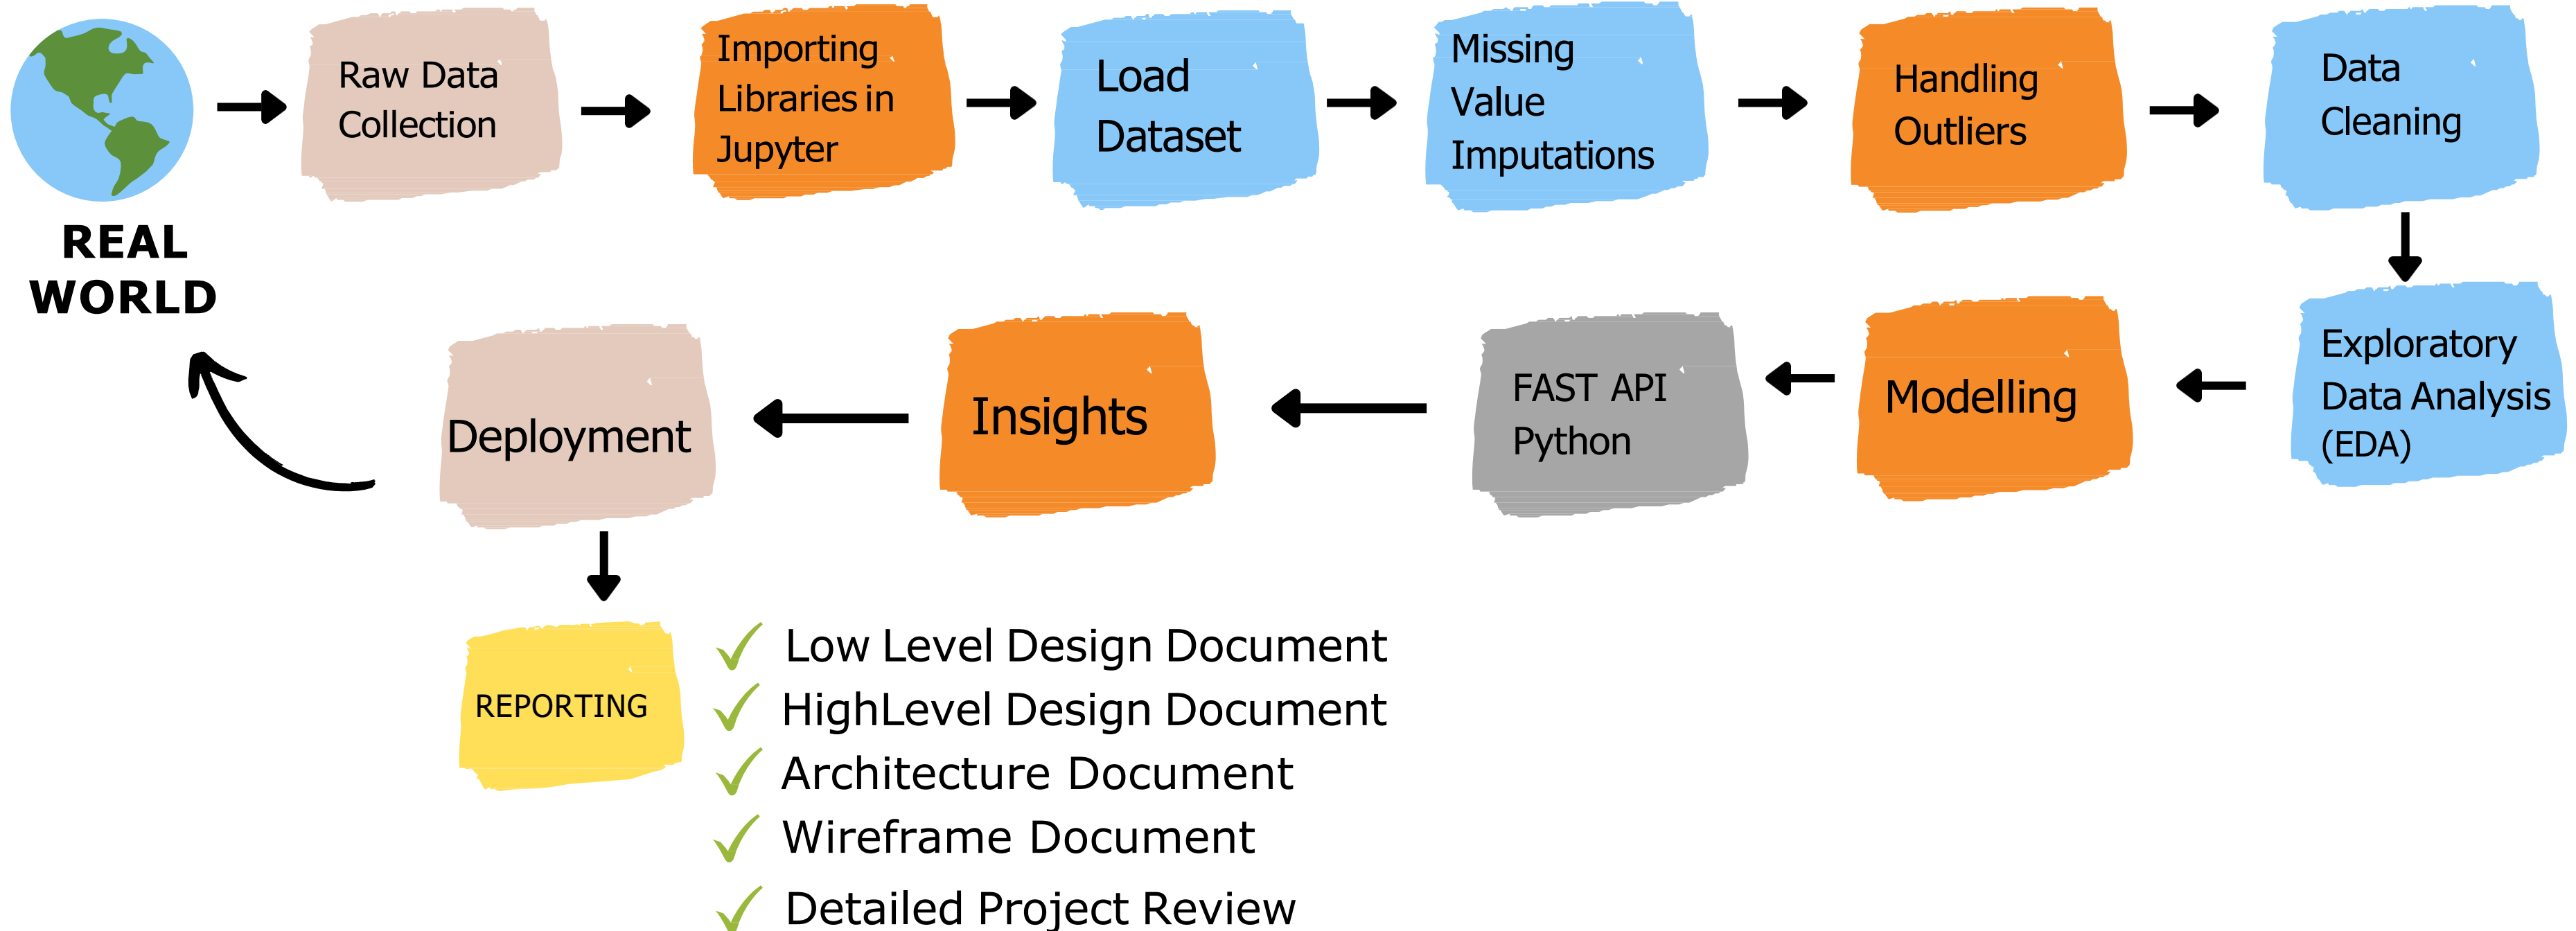 REAL
WORLD
Raw Data
Collection
Importing
Libraries in
Jupyter
Load
Dataset
Missing
Value
Imputations
Handling
Outliers
Data
Cleaning
Exploratory
Data Analysis
(EDA)
Modelling
FAST API
Python
Insights
Deployment
REPORTING
Low Level Design Document
HighLevel Design Document
Architecture Document
Wireframe Document
Detailed Project Review